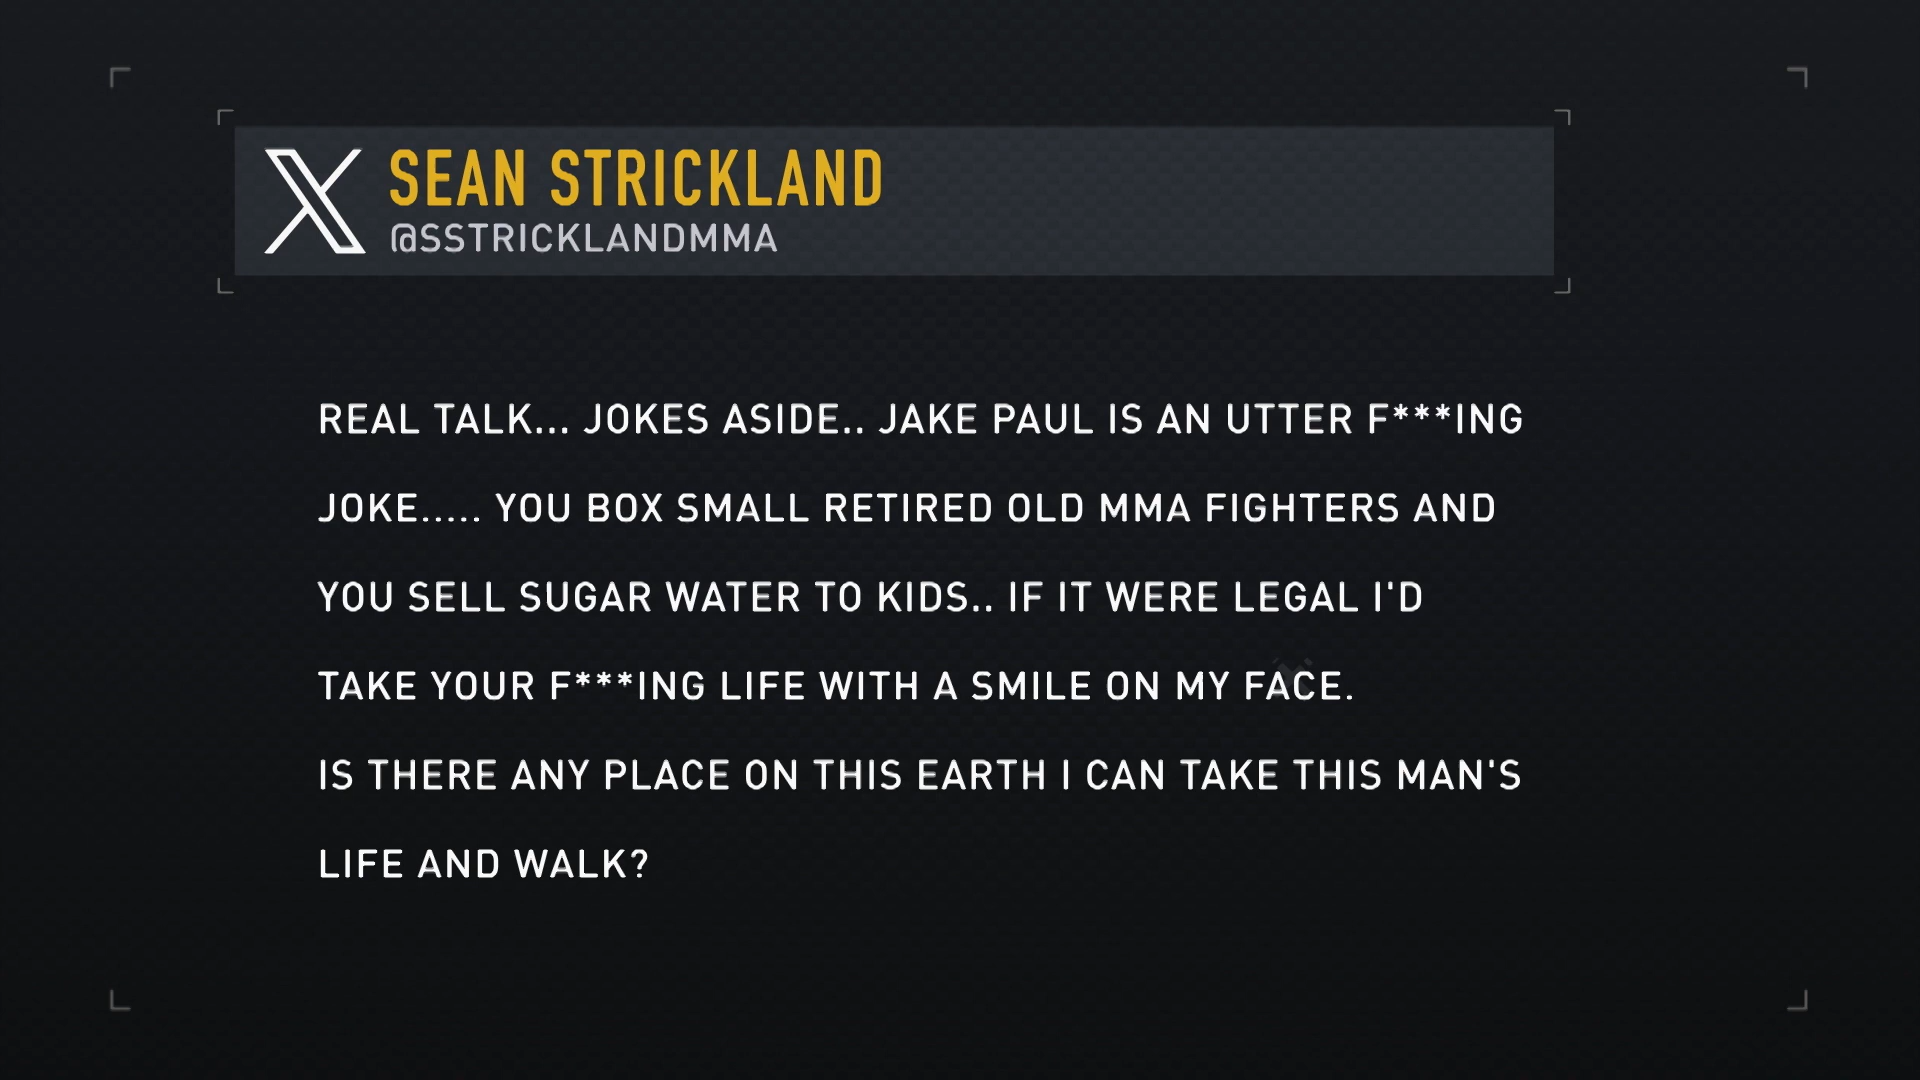 SEAN STRICKLAND
@SSTRICKLANDMMA
REAL TALK... JOKES ASIDE.. JAKE PAUL IS AN UTTER F***ING
JOKE..... YOU BOX SMALL RETIRED OLD MMA FIGHTERS AND
YOU SELL SUGAR WATER TO KIDS.. IF IT WERE LEGAL I'D
TAKE YOUR F***ING LIFE WITH A SMILE ON MY FACE.
IS THERE ANY PLACE ON THIS EARTH I CAN TAKE THIS MAN'S
LIFE AND WALK?